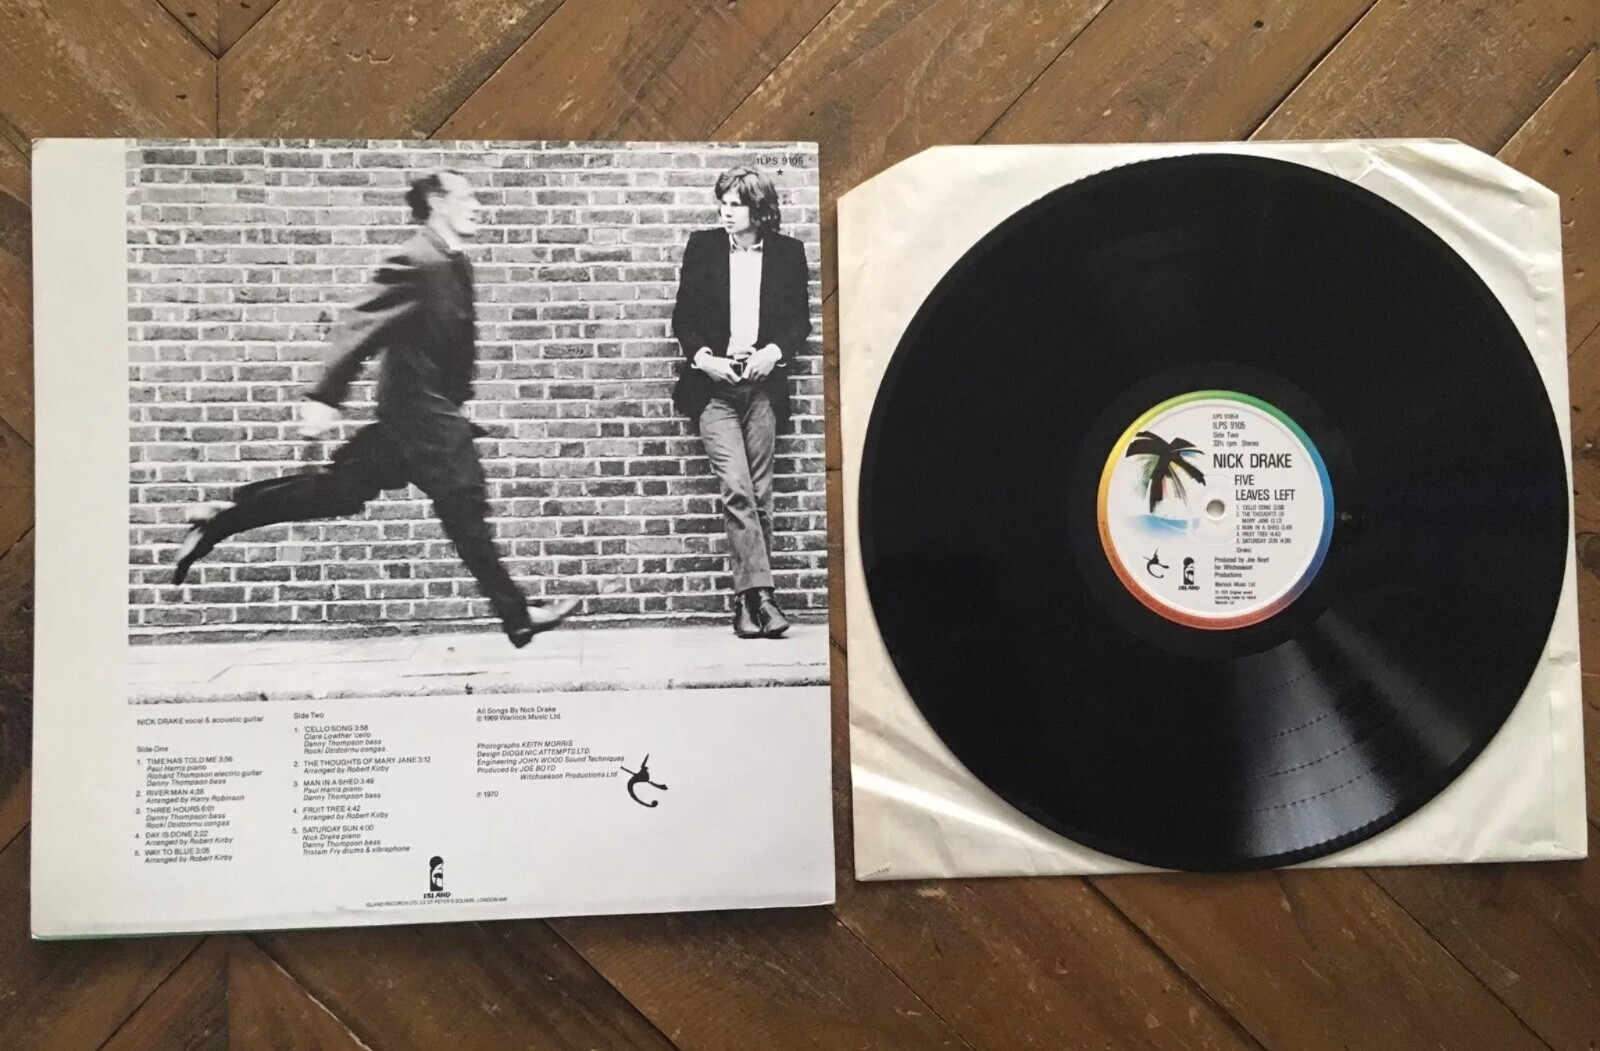 ILPS 9105
NICK DRAKE vocal & acoustic guitar
Side One
1. TIME HAS TOLD ME 3:56
Paul Harris piano
Richard Thompson electric guitar
Danny Thompson bass
2. RIVER MAN 4:28
Arranged by Harry Robinson
3. THREE HOURS 6:01
Danny Thompson bass
Rocki Dzidzornu congas
4. DAY IS DONE 2:22
Arranged by Robert Kirby
5. WAY TO BLUE 3:05
Arranged by Robert Kirby
Side Two
1. 'CELLO SONG 3:58
Clare Lowther 'cello
Danny Thompson bass
Rocki Dzidzornu congas
2. THE THOUGHTS OF MARY JANE 3:12
Arranged by Robert Kirby
3. MAN IN A SHED 3:49
Paul Harris piano
Danny Thompson bass
4. FRUIT TREE 4:42
Arranged by Robert Kirby
5. SATURDAY SUN 4:00
Nick Drake piano
Danny Thompson bass
Tristam Fry drums & vibraphone
All Songs By Nick Drake
© 1969 Warlock Music Ltd.
Photographs KEITH MORRIS
Design DIOGENIC ATTEMPTS LTD.
Engineering JOHN WOOD Sound Techniques
Produced by JOE BOYD
Witchseason Productions Ltd
℗ 1970
ISLAND
ISLAND RECORDS LTD. 22 ST PETER'S SQUARE, LONDON W6
ILPS 9105
Side Two
33⅓ rpm Stereo
NICK DRAKE
FIVE
LEAVES LEFT
1. 'CELLO SONG
2. THE THOUGHTS OF
MARY JANE
3. MAN IN A SHED
4. FRUIT TREE
5. SATURDAY SUN
(Drake)
Produced by Joe Boyd
for Witchseason
Productions
Warlock Music Ltd.
ISLAND